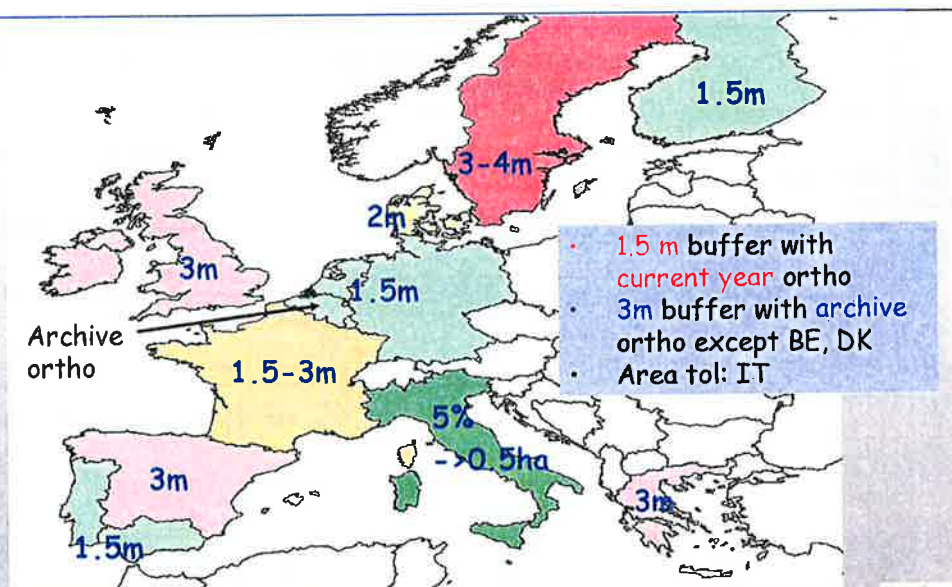 1.5m
3-4m
2m
3m
1.5m
Archive
ortho
1.5-3m
5%
->0.5ha
3m
3m
1.5m
· 1.5 m buffer with
current year ortho
· 3m buffer with archive
ortho except BE, DK
· Area tol: IT